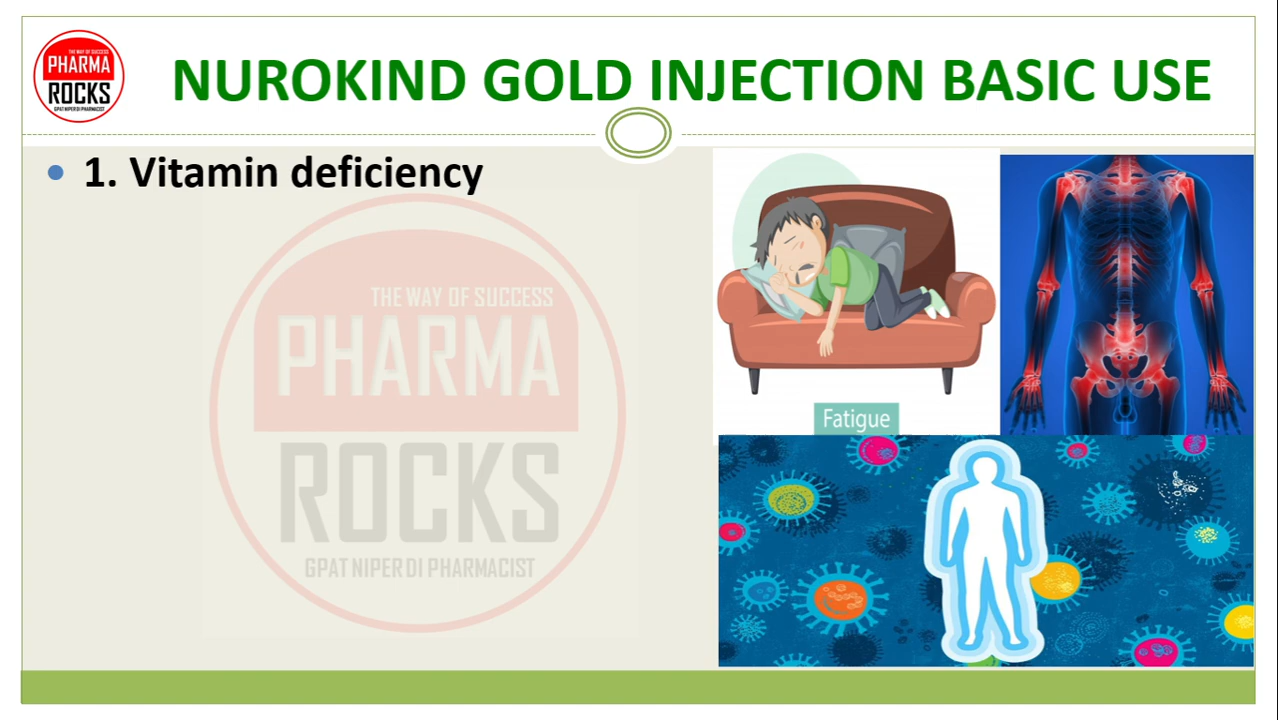 THE WAY OF SUCCESS
PHARMA
ROCKS
GPAT NIPER DI PHARMACIST
NUROKIND GOLD INJECTION BASIC USE
1. Vitamin deficiency
THE WAY OF SUCCESS
PHARMA
ROCKS
GPAT NIPER DI PHARMACIST
Fatigue